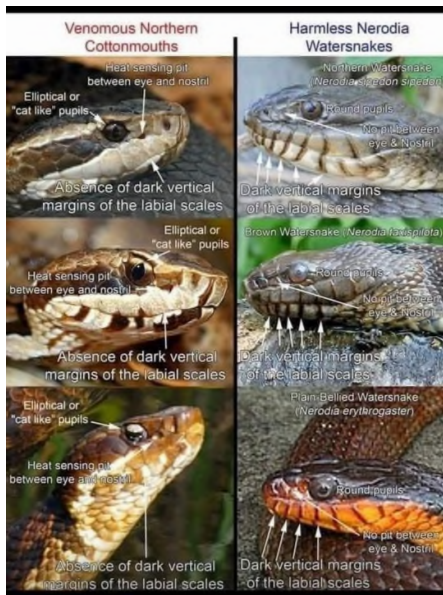 Venomous Northern
Cottonmouths
Heat sensing pit
between eye and nostril
Elliptical or
"cat like" pupils
Absence of dark vertical
margins of the labial scales
Elliptical or
"cat like" pupils
Heat sensing pit
between eye and nostril
Absence of dark vertical
margins of the labial scales
Elliptical or
"cat like" pupils
Heat sensing pit
between eye and nostril
Absence of dark vertical
margins of the labial scales
Harmless Nerodia
Watersnakes
Northern Watersnake
(Nerodia sipedon sipedon)
Round pupils
No pit between
eye & Nostril
Dark vertical margins
of the labial scales
Brown Watersnake (Nerodia taxispilota)
Round pupils
No pit between
eye & Nostril
Dark vertical margins
of the labial scales
Plain-Bellied Watersnake
(Nerodia erythrogaster)
Round pupils
No pit between
eye & Nostril
Dark vertical margins
of the labial scales